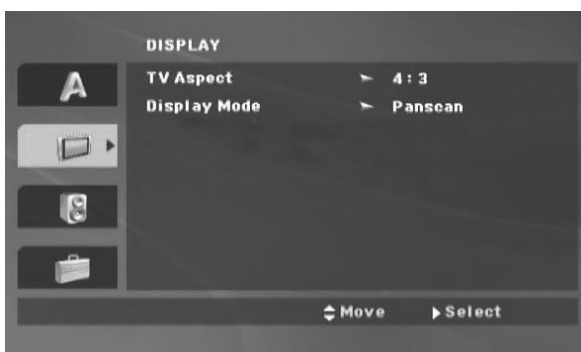 DISPLAY
A
TV Aspect 4:3
Display Mode Panscan
Move Select